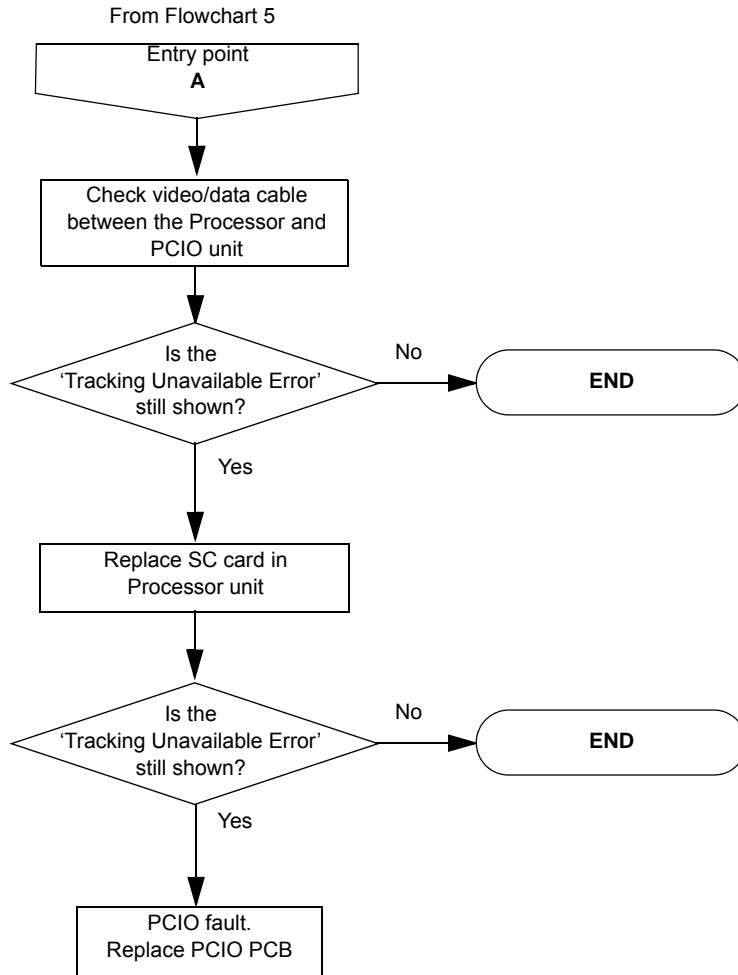 From Flowchart 5
Entry point
A
Check video/data cable
between the Processor and
PCIO unit
Is the
‘Tracking Unavailable Error’
still shown?
No
END
Yes
Replace SC card in
Processor unit
Is the
‘Tracking Unavailable Error’
still shown?
No
END
Yes
PCIO fault.
Replace PCIO PCB